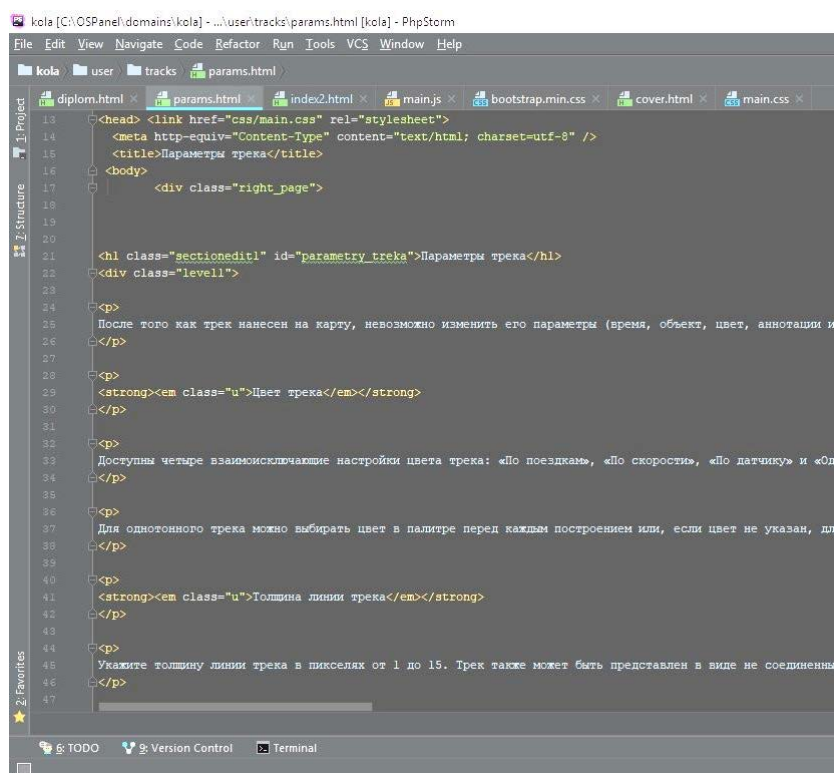 kola [C:\OSPanel\domains\kola] - ...\user\tracks\params.html [kola] - PhpStorm
File Edit View Navigate Code Refactor Run Tools VCS Window Help
kola user tracks params.html
diplom.html params.html index2.html main.js bootstrap.min.css cover.html main.css
1: Project
7: Structure
2: Favorites
13 <head> <link href="css/main.css" rel="stylesheet">
14 <meta http-equiv="Content-Type" content="text/html; charset=utf-8" />
15 <title>Параметры трека</title>
16 <body>
17 <div class="right_page">
18
19
20
21 <h1 class="sectionedit1" id="parametry_treka">Параметры трека</h1>
22 <div class="level1">
23
24 <p>
25 После того как трек нанесен на карту, невозможно изменить его параметры (время, объект, цвет, аннотации и
26 </p>
27
28 <p>
29 <strong><em class="u">Цвет трека</em></strong>
30 </p>
31
32 <p>
33 Доступны четыре взаимоисключающие настройки цвета трека: «По поездкам», «По скорости», «По датчику» и «Од
34 </p>
35
36 <p>
37 Для однотонного трека можно выбирать цвет в палитре перед каждым построением или, если цвет не указан, дл
38 </p>
39
40 <p>
41 <strong><em class="u">Толщина линии трека</em></strong>
42 </p>
43
44 <p>
45 Укажите толщину линии трека в пикселях от 1 до 15. Трек также может быть представлен в виде не соединенны
46 </p>
47
6: TODO 9: Version Control Terminal